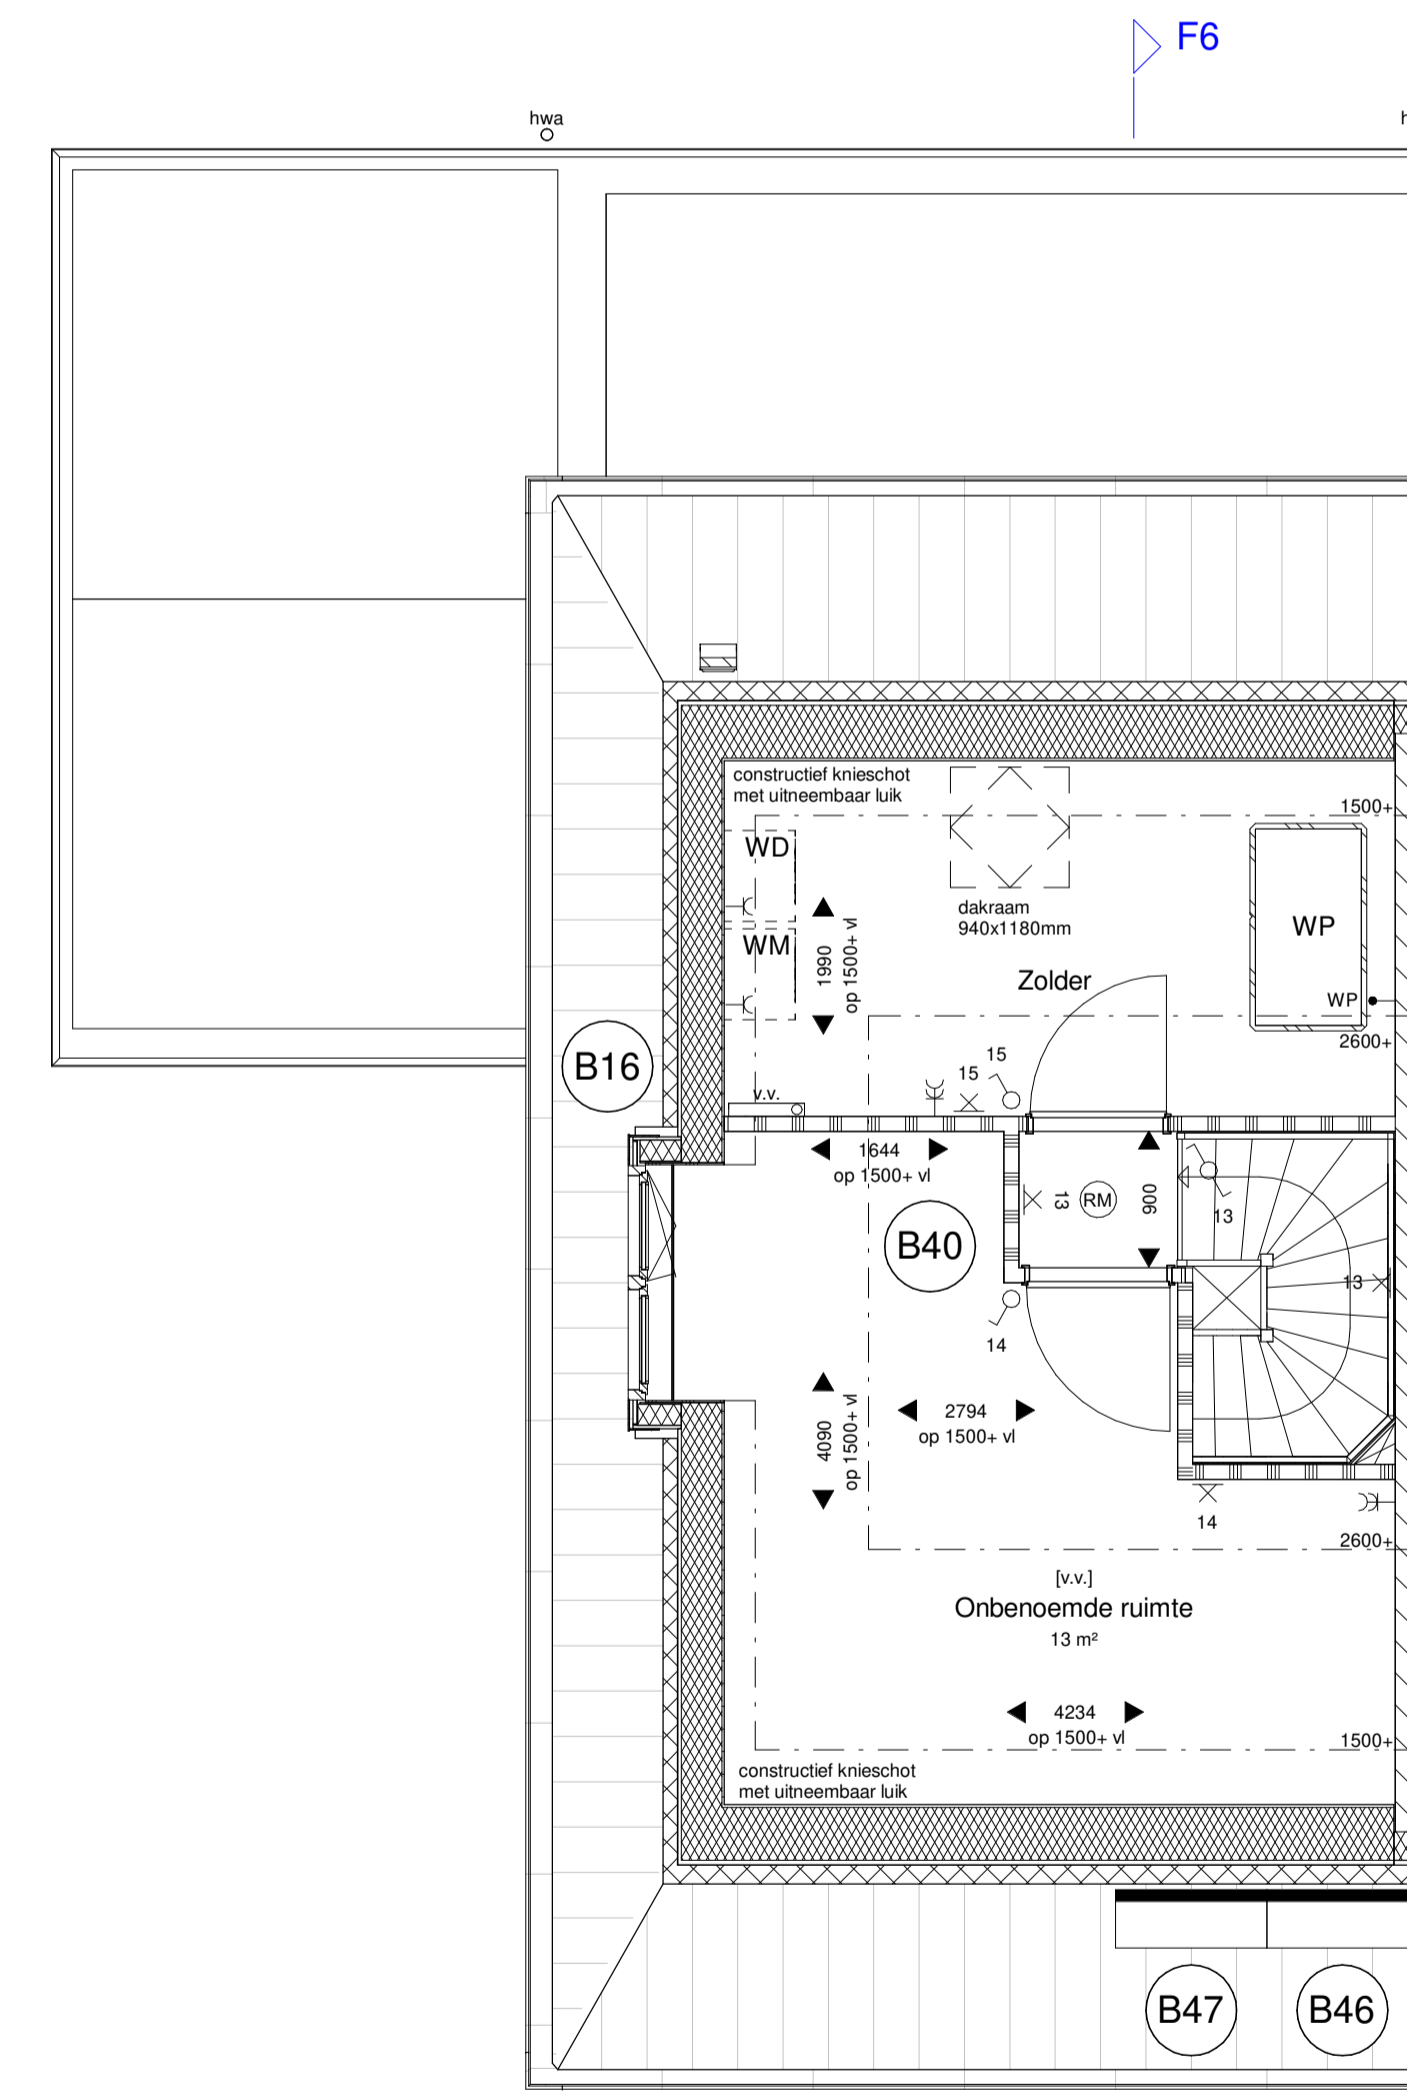 F6
hwa
h
constructief knieschot
met uitneembaar luik
1500+
WD
WM
1990
op 1500+ vl
dakraam
940x1180mm
WP
Zolder
WP
2600+
B16
15
15
v.v.
1644
op 1500+ vl
B40
13
RM
900
13
13
14
4090
op 1500+ vl
2794
op 1500+ vl
14
2600+
[v.v.]
Onbenoemde ruimte
13 m²
4234
op 1500+ vl
1500+
constructief knieschot
met uitneembaar luik
B47
B46